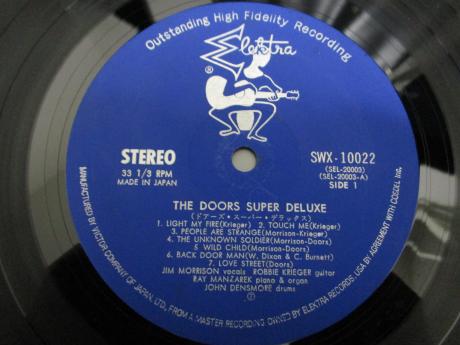 Outstanding High Fidelity Recording
Elektra
®
STEREO
33 1/3 RPM
MADE IN JAPAN
SWX-10022
(SEL-20003)
(SEL-20003-A)
SIDE 1
THE DOORS SUPER DELUXE
(ドアーズ・スーパー・デラックス)
1. LIGHT MY FIRE(Krieger) 2. TOUCH ME(Krieger)
3. PEOPLE ARE STRANGE(Morrison-Krieger)
4. THE UNKNOWN SOLDIER(Morrison-Doors)
5. WILD CHILD(Morrison-Doors)
6. BACK DOOR MAN(W. Dixon & C. Burnett)
7. LOVE STREET(Doors)
JIM MORRISON vocals ROBBIE KRIEGER guitar
RAY MANZAREK piano & organ
JOHN DENSMORE drums
MANUFACTURED BY VICTOR COMPANY OF JAPAN, LTD. FROM A MASTER RECORDING OWNED BY ELEKTRA RECORDS, USA BY AGREEMENT WITH COSDEL Int.